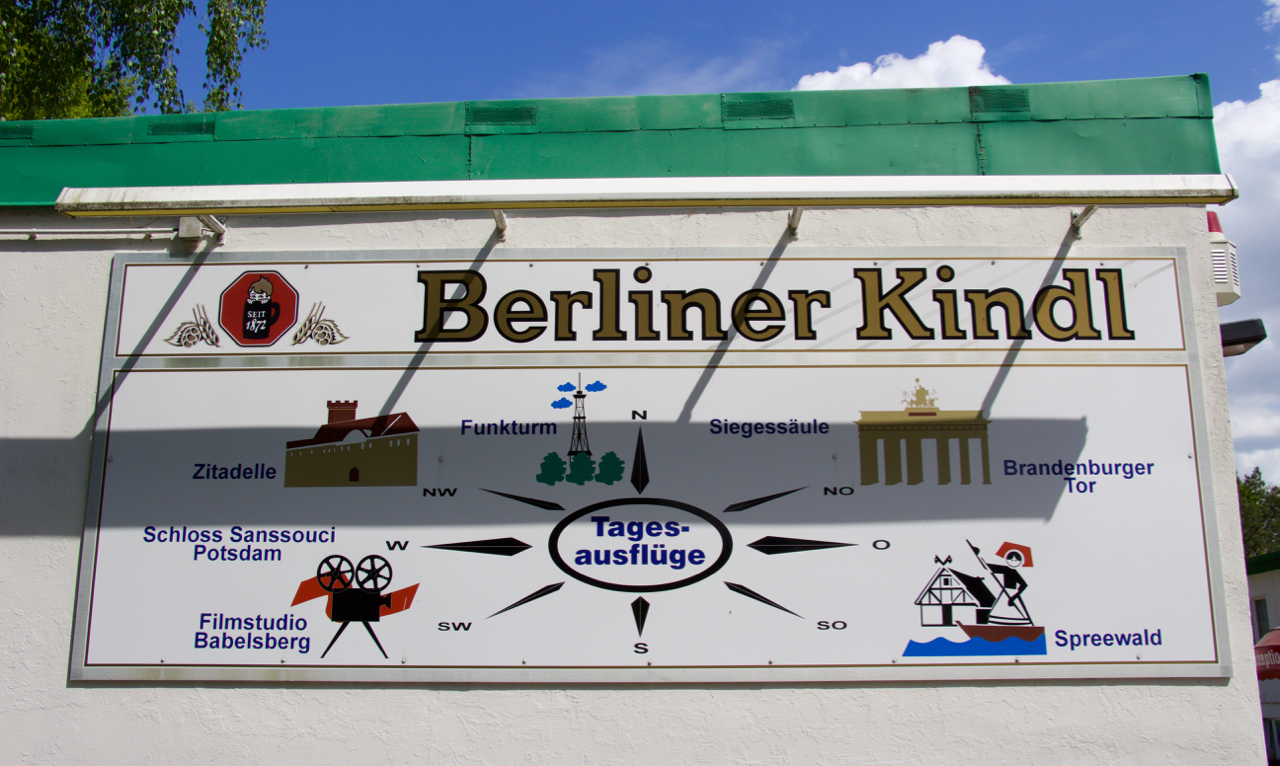 SEIT
1872
Berliner Kindl
Funkturm
N
Siegessäule
Zitadelle
NW
NO
Brandenburger
Tor
Schloss Sanssouci
Potsdam
W
Tages-
ausflüge
O
Filmstudio
Babelsberg
SW
S
SO
Spreewald